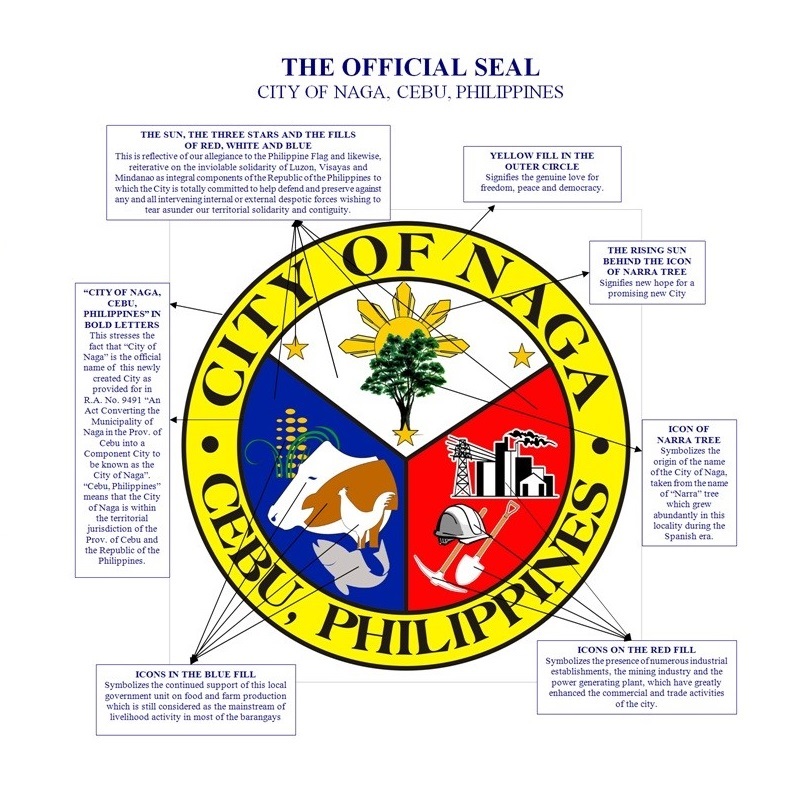 THE OFFICIAL SEAL
CITY OF NAGA, CEBU, PHILIPPINES
THE SUN, THE THREE STARS AND THE FILLS
OF RED, WHITE AND BLUE
This is reflective of our allegiance to the Philippine Flag and likewise,
reiterative on the inviolable solidarity of Luzon, Visayas and
Mindanao as integral components of the Republic of the Philippines to
which the City is totally committed to help defend and preserve against
any and all intervening internal or external despotic forces wishing to
tear asunder our territorial solidarity and contiguity.
YELLOW FILL IN THE
OUTER CIRCLE
Signifies the genuine love for
freedom, peace and democracy.
THE RISING SUN
BEHIND THE ICON
OF NARRA TREE
Signifies new hope for a
promising new City
"CITY OF NAGA,
CEBU,
PHILIPPINES" IN
BOLD LETTERS
This stresses the
fact that "City of
Naga" is the official
name of this newly
created City as
provided for in
R.A. No. 9491 "An
Act Converting the
Municipality of
Naga in the Prov. of
Cebu into a
Component City to
be known as the
City of Naga".
"Cebu, Philippines"
means that the City
of Naga is within
the territorial
jurisdiction of the
Prov. of Cebu and
the Republic of the
Philippines.
CITY OF NAGA
CEBU, PHILIPPINES
ICON OF
NARRA TREE
Symbolizes the
origin of the name
of the City of Naga,
taken from the name
of "Narra" tree
which grew
abundantly in this
locality during the
Spanish era.
ICONS IN THE BLUE FILL
Symbolizes the continued support of this local
government unit on food and farm production
which is still considered as the mainstream of
livelihood activity in most of the barangays
ICONS ON THE RED FILL
Symbolizes the presence of numerous industrial
establishments, the mining industry and the
power generating plant, which have greatly
enhanced the commercial and trade activities
of the city.